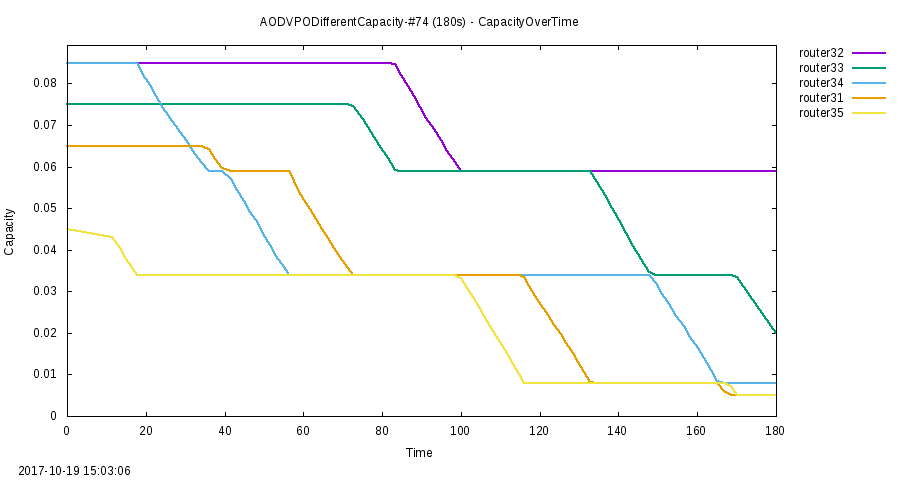 AODVPODifferentCapacity-#74 (180s) - CapacityOverTime
router32
router33
router34
router31
router35
0.08
0.07
0.06
0.05
0.04
0.03
0.02
0.01
0
Capacity
0 20 40 60 80 100 120 140 160 180
Time
2017-10-19 15:03:06